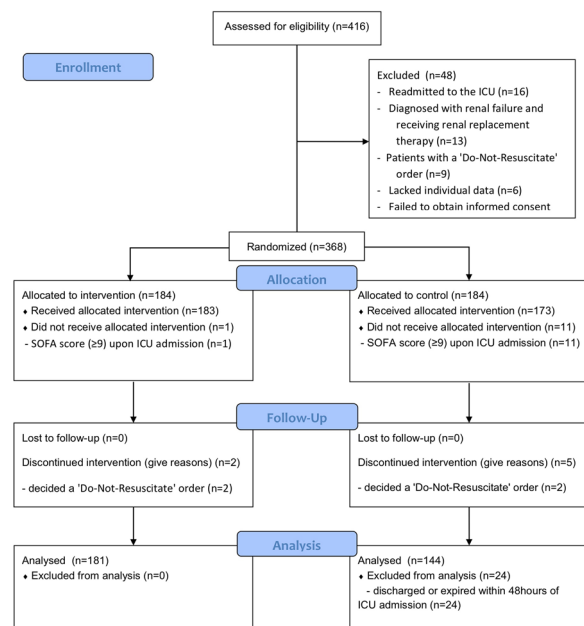 Assessed for eligibility (n=416)
Enrollment
Excluded (n=48)
- Readmitted to the ICU (n=16)
- Diagnosed with renal failure and
receiving renal replacement
therapy (n=13)
- Patients with a 'Do-Not-Resuscitate'
order (n=9)
- Lacked individual data (n=6)
- Failed to obtain informed consent
Randomized (n=368)
Allocation
Allocated to intervention (n=184)
♦ Received allocated intervention (n=183)
♦ Did not receive allocated intervention (n=1)
- SOFA score (≥9) upon ICU admission (n=1)
Allocated to control (n=184)
♦ Received allocated intervention (n=173)
♦ Did not receive allocated intervention (n=11)
- SOFA score (≥9) upon ICU admission (n=11)
Follow-Up
Lost to follow-up (n=0)
Discontinued intervention (give reasons) (n=2)
- decided a 'Do-Not-Resuscitate' order (n=2)
Lost to follow-up (n=0)
Discontinued intervention (give reasons) (n=5)
- decided a 'Do-Not-Resuscitate' order (n=2)
Analysis
Analysed (n=181)
♦ Excluded from analysis (n=0)
Analysed (n=144)
♦ Excluded from analysis (n=24)
- discharged or expired within 48hours of
ICU admission (n=24)